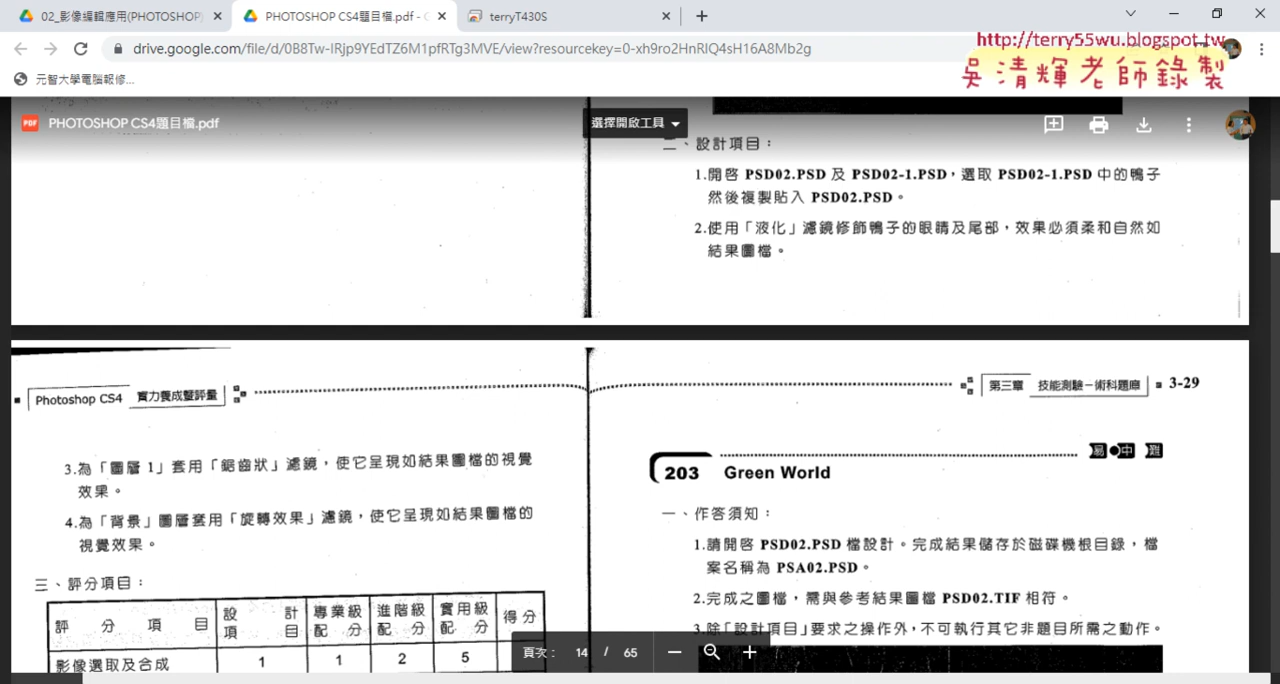 02_影像編輯應用(PHOTOSHOP)
PHOTOSHOP CS4題目檔.pdf - G
terryT430S
drive.google.com/file/d/0B8Tw-IRjp9YEdTZ6M1pfRTg3MVE/view?resourcekey=0-xh9ro2HnRIQ4sH16A8Mb2g
http://terry55wu.blogspot.tw
吳清輝老師錄製
元智大學電腦報修...
PHOTOSHOP CS4題目檔.pdf
選擇開啟工具
二、設計項目：
1.開啓 PSD02.PSD 及 PSD02-1.PSD，選取 PSD02-1.PSD 中的鴨子
然後複製貼入 PSD02.PSD。
2.使用「液化」濾鏡修飾鴨子的眼睛及尾部，效果必須柔和自然如
結果圖檔。
Photoshop CS4 實力養成暨評量
3.為「圖層 1」套用「鋸齒狀」濾鏡，使它呈現如結果圖檔的視覺
效果。
4.為「背景」圖層套用「旋轉效果」濾鏡，使它呈現如結果圖檔的
視覺效果。
三、評分項目：
評分項目 設計項目 專業級配分 進階級配分 實用級配分 得分
影像選取及合成 1 1 2 5
第三章 技能測驗－術科題庫 3-29
易 中 難
203 Green World
一、作答須知：
1.請開啓 PSD02.PSD 檔設計。完成結果儲存於磁碟機根目錄，檔
案名稱為 PSA02.PSD。
2.完成之圖檔，需與參考結果圖檔 PSD02.TIF 相符。
3.除「設計項目」要求之操作外，不可執行其它非題目所需之動作。
頁次： 14 / 65